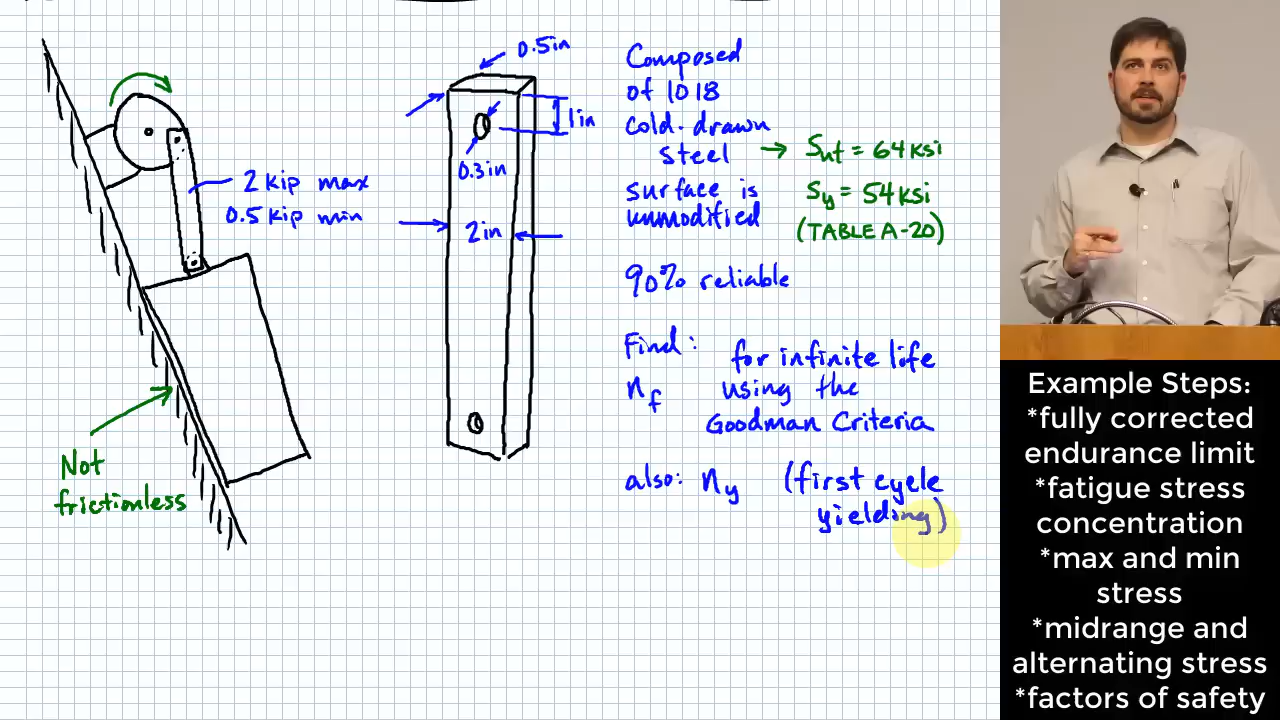 0.5in
1in
0.3in
2in
2 kip max
0.5 kip min
Not
frictionless
Composed
of 1018
cold-drawn
steel → Sut = 64 ksi
surface is
unmodified
Sy = 54 ksi
(TABLE A-20)
90% reliable
Find: for infinite life
nf using the
Goodman Criteria
also: ny (first cycle
yielding)
Example Steps:
*fully corrected
endurance limit
*fatigue stress
concentration
*max and min
stress
*midrange and
alternating stress
*factors of safety